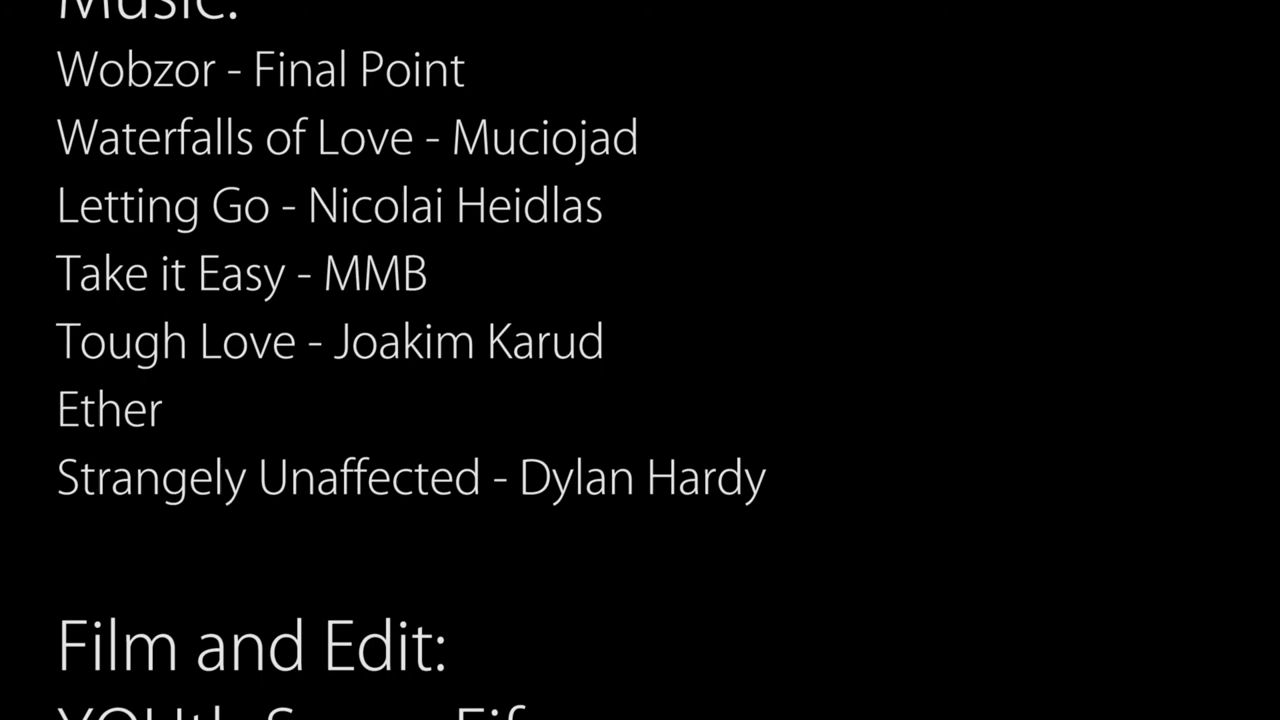 Music:
Wobzor - Final Point
Waterfalls of Love - Muciojad
Letting Go - Nicolai Heidlas
Take it Easy - MMB
Tough Love - Joakim Karud
Ether
Strangely Unaffected - Dylan Hardy
Film and Edit: